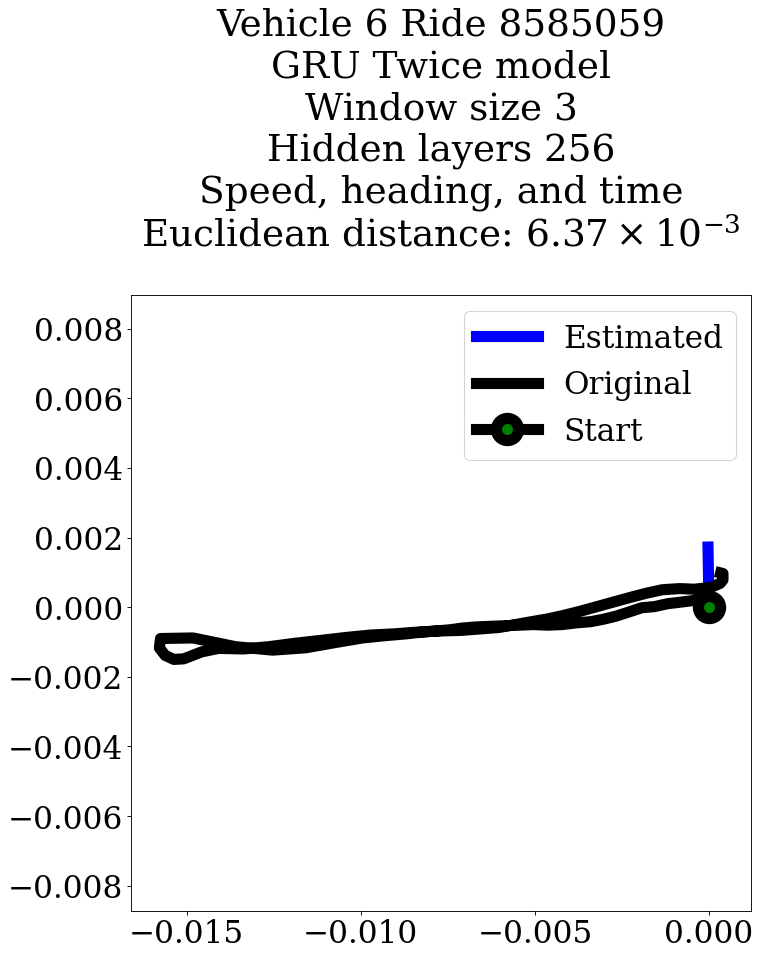 Vehicle 6 Ride 8585059
GRU Twice model
Window size 3
Hidden layers 256
Speed, heading, and time
Euclidean distance: 6.37 × 10⁻³
Estimated
Original
Start
0.008
0.006
0.004
0.002
0.000
−0.002
−0.004
−0.006
−0.008
−0.015 −0.010 −0.005 0.000